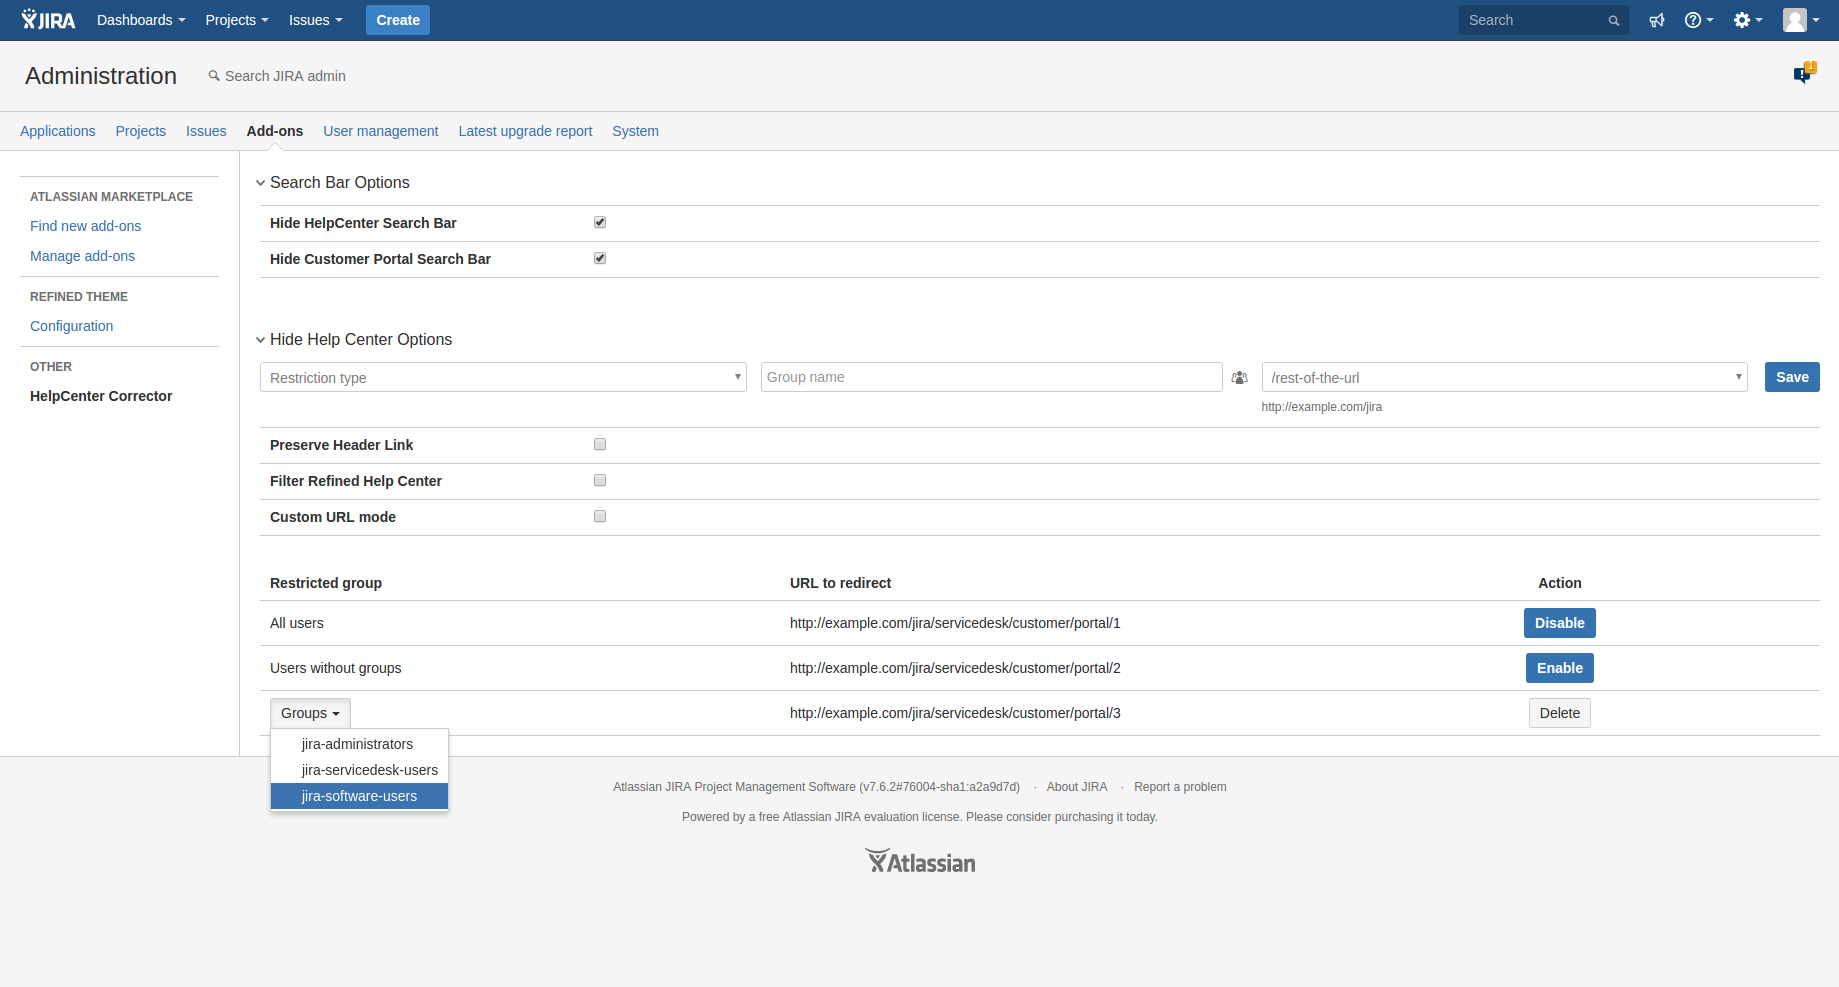 JIRA Dashboards Projects Issues Create Search
Administration Search JIRA admin 1
Applications Projects Issues Add-ons User management Latest upgrade report System
ATLASSIAN MARKETPLACE
Find new add-ons
Manage add-ons
REFINED THEME
Configuration
OTHER
HelpCenter Corrector
Search Bar Options
Hide HelpCenter Search Bar
Hide Customer Portal Search Bar
Hide Help Center Options
Restriction type Group name /rest-of-the-url Save
http://example.com/jira
Preserve Header Link
Filter Refined Help Center
Custom URL mode
Restricted group URL to redirect Action
All users http://example.com/jira/servicedesk/customer/portal/1 Disable
Users without groups http://example.com/jira/servicedesk/customer/portal/2 Enable
Groups http://example.com/jira/servicedesk/customer/portal/3 Delete
jira-administrators
jira-servicedesk-users
jira-software-users
Atlassian JIRA Project Management Software (v7.6.2#76004-sha1:a2a9d7d) · About JIRA · Report a problem
Powered by a free Atlassian JIRA evaluation license. Please consider purchasing it today.
Atlassian